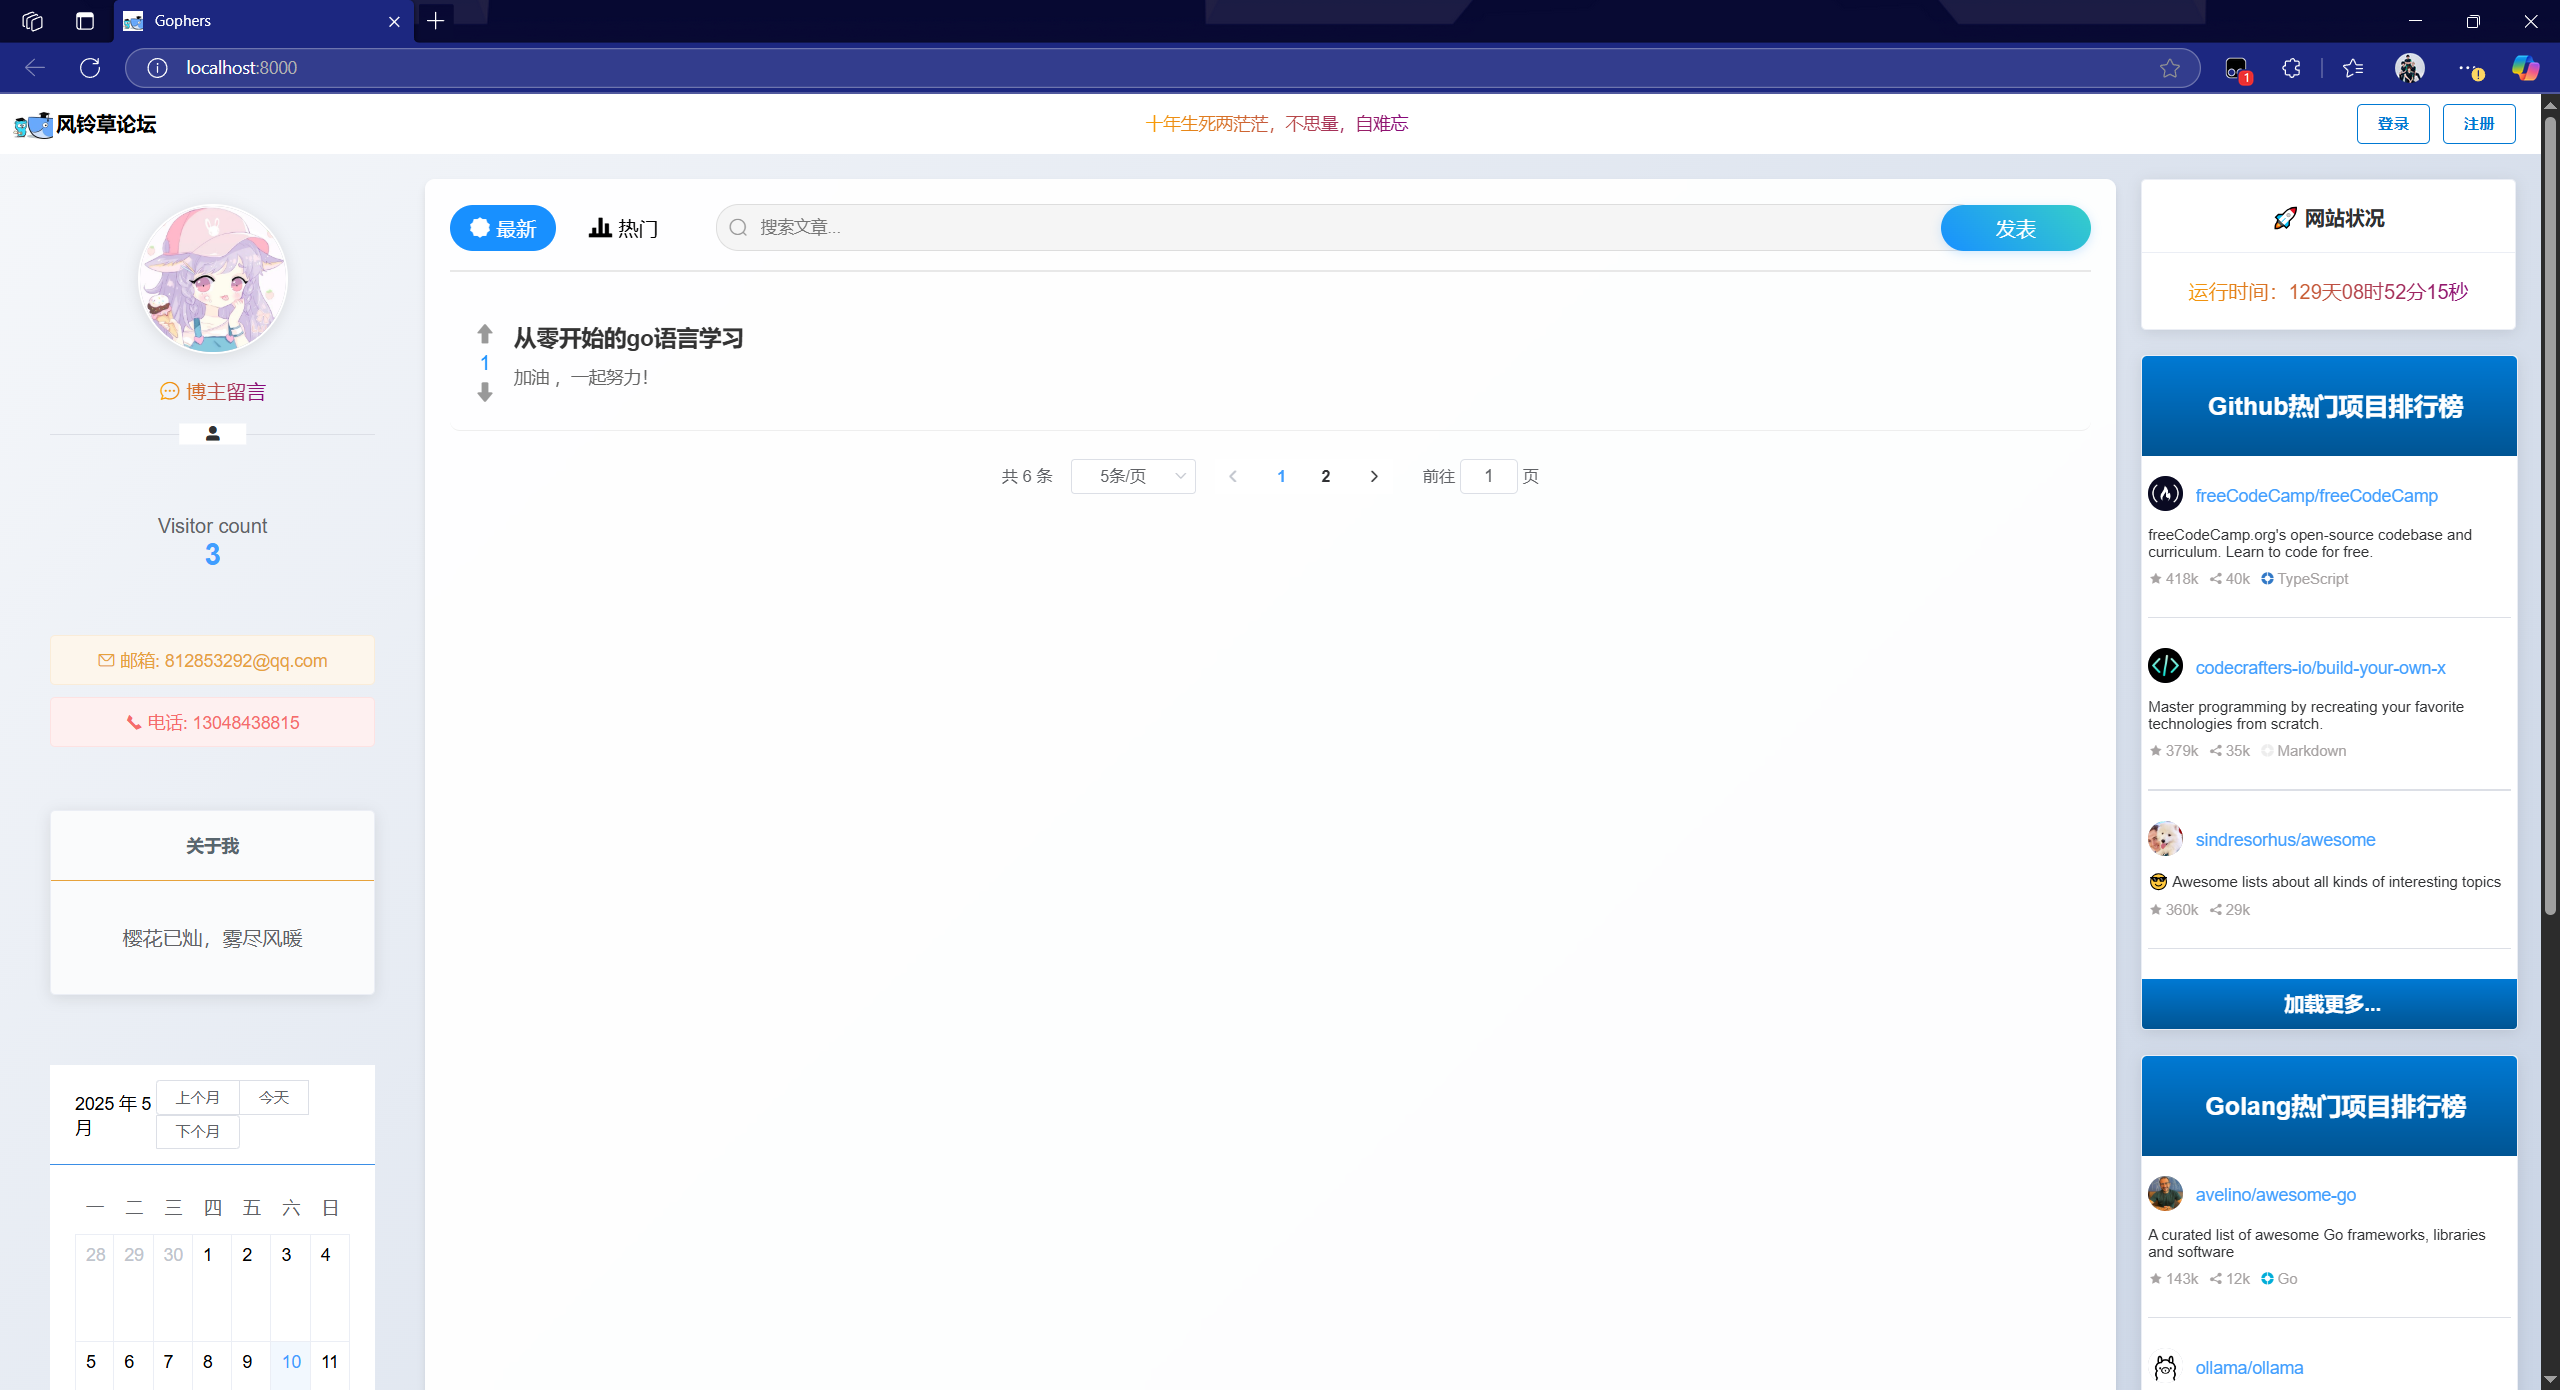 Gophers
localhost:8000
1
风铃草论坛
十年生死两茫茫，不思量，自难忘
登录
注册
博主留言
Visitor count
3
邮箱: 812853292@qq.com
电话: 13048438815
关于我
樱花已灿，雾尽风暖
2025 年 5
月
上个月
今天
下个月
一 二 三 四 五 六 日
28 29 30 1 2 3 4
5 6 7 8 9 10 11
最新
热门
搜索文章...
发表
从零开始的go语言学习
1
加油，一起努力！
共 6 条
5条/页
1
2
前往 1 页
网站状况
运行时间：129天08时52分15秒
Github热门项目排行榜
freeCodeCamp/freeCodeCamp
freeCodeCamp.org's open-source codebase and
curriculum. Learn to code for free.
418k 40k TypeScript
codecrafters-io/build-your-own-x
Master programming by recreating your favorite
technologies from scratch.
379k 35k Markdown
sindresorhus/awesome
😎 Awesome lists about all kinds of interesting topics
360k 29k
加载更多...
Golang热门项目排行榜
avelino/awesome-go
A curated list of awesome Go frameworks, libraries
and software
143k 12k Go
ollama/ollama